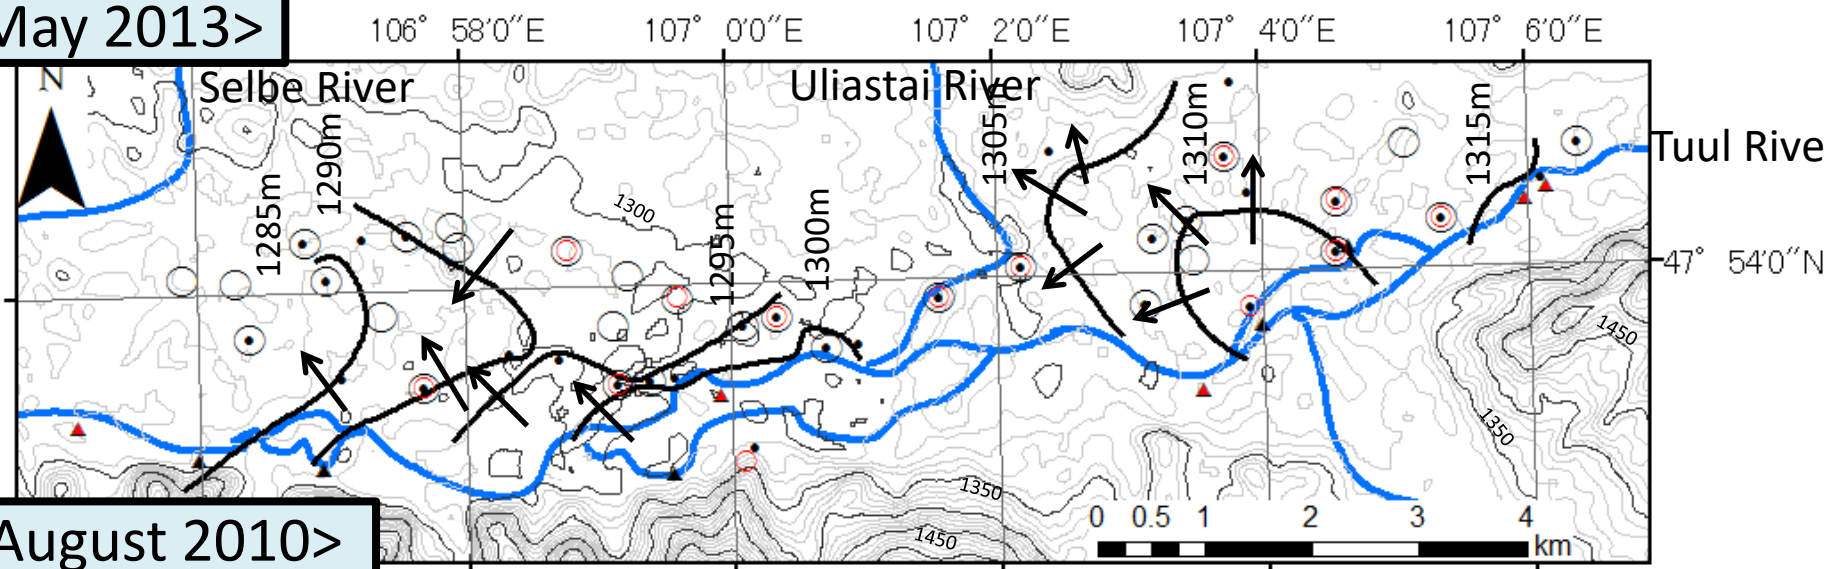 May 2013>
106° 58'0''E
107° 0'0''E
107° 2'0''E
107° 4'0''E
107° 6'0''E
N
Selbe River
Uliastai River
Tuul Rive
1285m
1290m
1300
1295m
1300m
1305m
1310m
1315m
47° 54'0''N
1450
1350
1350
1450
0 0.5 1 2 3 4
km
August 2010>